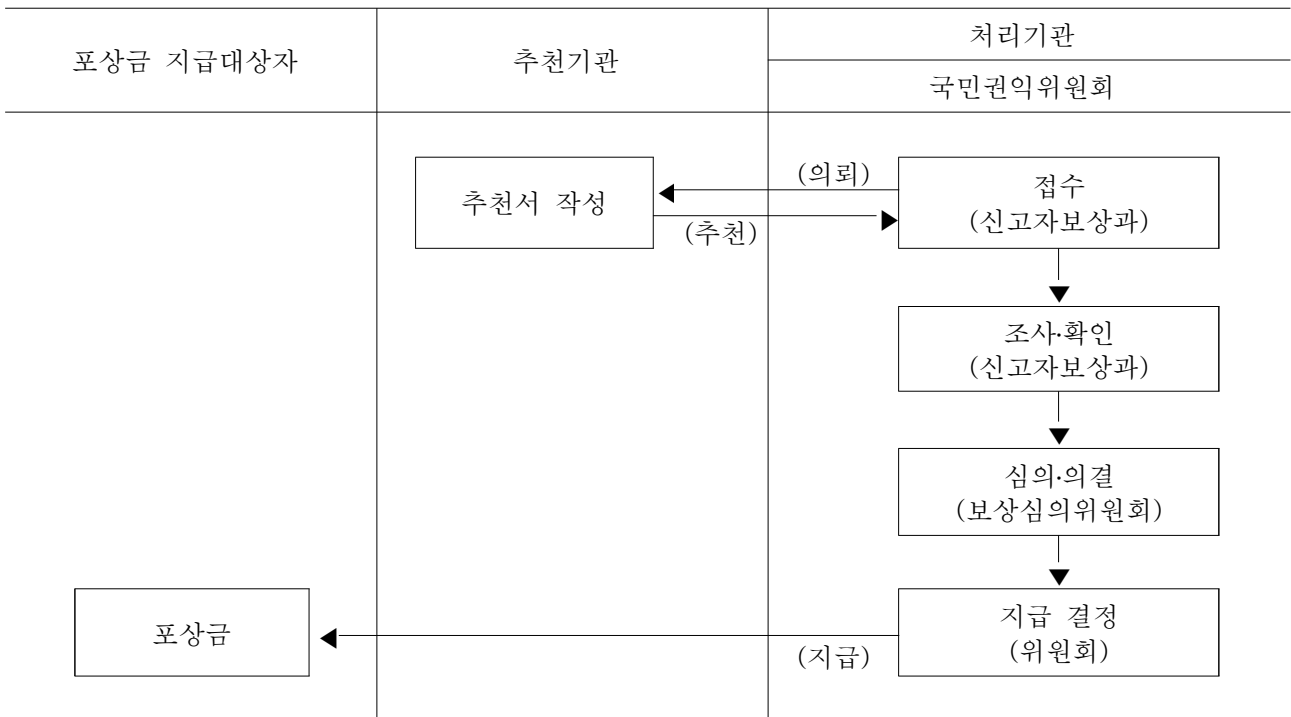 포상금 지급대상자
추천기관
처리기관
국민권익위원회
추천서 작성
(의뢰)
(추천)
접수
(신고자보상과)
조사·확인
(신고자보상과)
심의·의결
(보상심의위원회)
포상금
(지급)
지급 결정
(위원회)